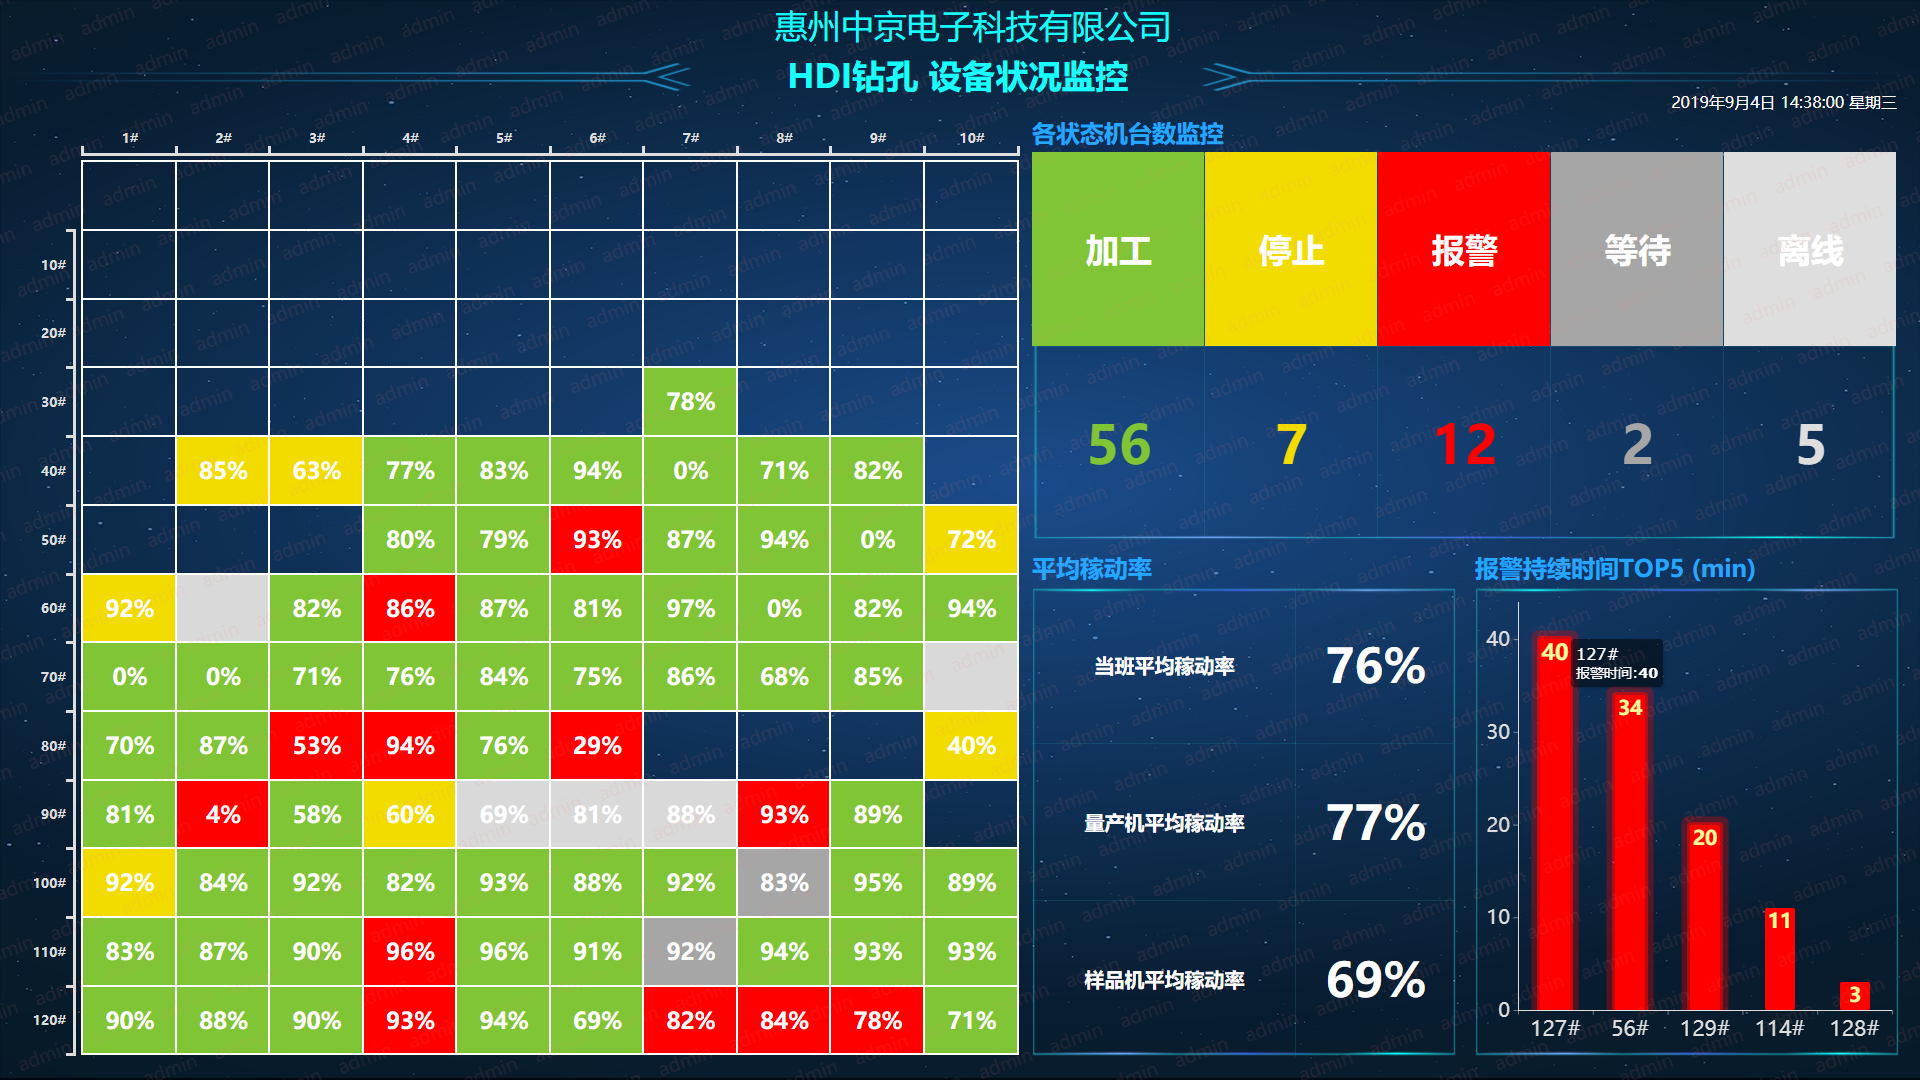 惠州中京电子科技有限公司
HDI钻孔 设备状况监控
2019年9月4日 14:38:00 星期三
1# 2# 3# 4# 5# 6# 7# 8# 9# 10#
10#
20#
30# 78%
40# 85% 63% 77% 83% 94% 0% 71% 82%
50# 80% 79% 93% 87% 94% 0% 72%
60# 92% 82% 86% 87% 81% 97% 0% 82% 94%
70# 0% 0% 71% 76% 84% 75% 86% 68% 85%
80# 70% 87% 53% 94% 76% 29% 40%
90# 81% 4% 58% 60% 69% 81% 88% 93% 89%
100# 92% 84% 92% 82% 93% 88% 92% 83% 95% 89%
110# 83% 87% 90% 96% 96% 91% 92% 94% 93% 93%
120# 90% 88% 90% 93% 94% 69% 82% 84% 78% 71%
各状态机台数监控
加工 停止 报警 等待 离线
56 7 12 2 5
平均稼动率
当班平均稼动率 76%
量产机平均稼动率 77%
样品机平均稼动率 69%
报警持续时间TOP5 (min)
40
30
20
10
0
40 34 20 11 3
127#
报警时间:40
127# 56# 129# 114# 128#
admin